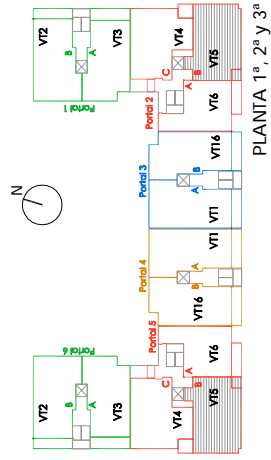 N
VT2
B
A
Portal 6
VT3
Portal 5
C
VT4
A
B
VT5
VT6
Portal 4
A
B
VT16
VT1
Portal 3
B
A
VT1
VT16
Portal 2
C
VT4
A
B
VT5
VT6
VT2
B
A
Portal 1
VT3
PLANTA 1ª, 2ª y 3ª